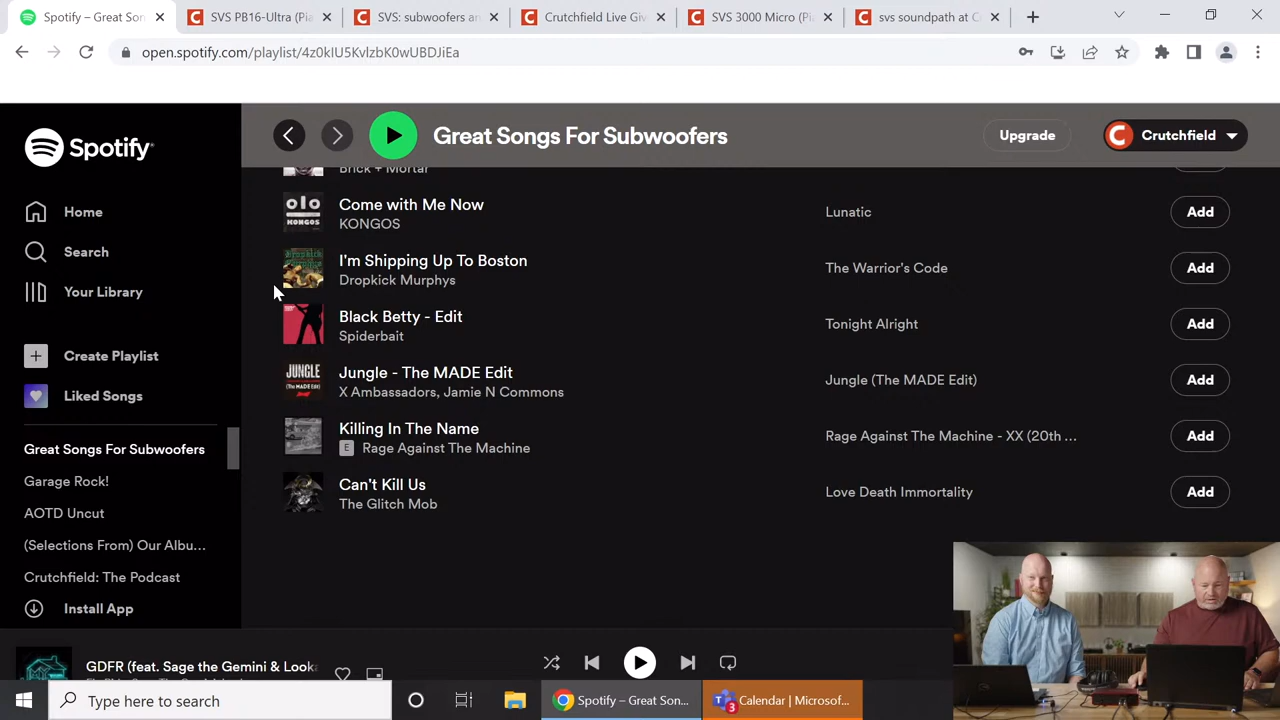 Spotify – Great Son
SVS PB16-Ultra (Pia
SVS: subwoofers an
Crutchfield Live Giv
SVS 3000 Micro (Pi
svs soundpath at C
open.spotify.com/playlist/4z0kIU5KvIzbK0wUBDJiEa
Spotify
Great Songs For Subwoofers
Upgrade
C
Crutchfield
Home
Search
Your Library
Create Playlist
Liked Songs
Great Songs For Subwoofers
Garage Rock!
AOTD Uncut
(Selections From) Our Albu...
Crutchfield: The Podcast
Install App
Brick + Mortar
Come with Me Now
KONGOS
Lunatic
Add
I'm Shipping Up To Boston
Dropkick Murphys
The Warrior's Code
Add
Black Betty - Edit
Spiderbait
Tonight Alright
Add
Jungle - The MADE Edit
X Ambassadors, Jamie N Commons
Jungle (The MADE Edit)
Add
Killing In The Name
E Rage Against The Machine
Rage Against The Machine - XX (20th ...
Add
Can't Kill Us
The Glitch Mob
Love Death Immortality
Add
GDFR (feat. Sage the Gemini & Looka
Type here to search
Spotify – Great Son...
3
Calendar | Microsof...